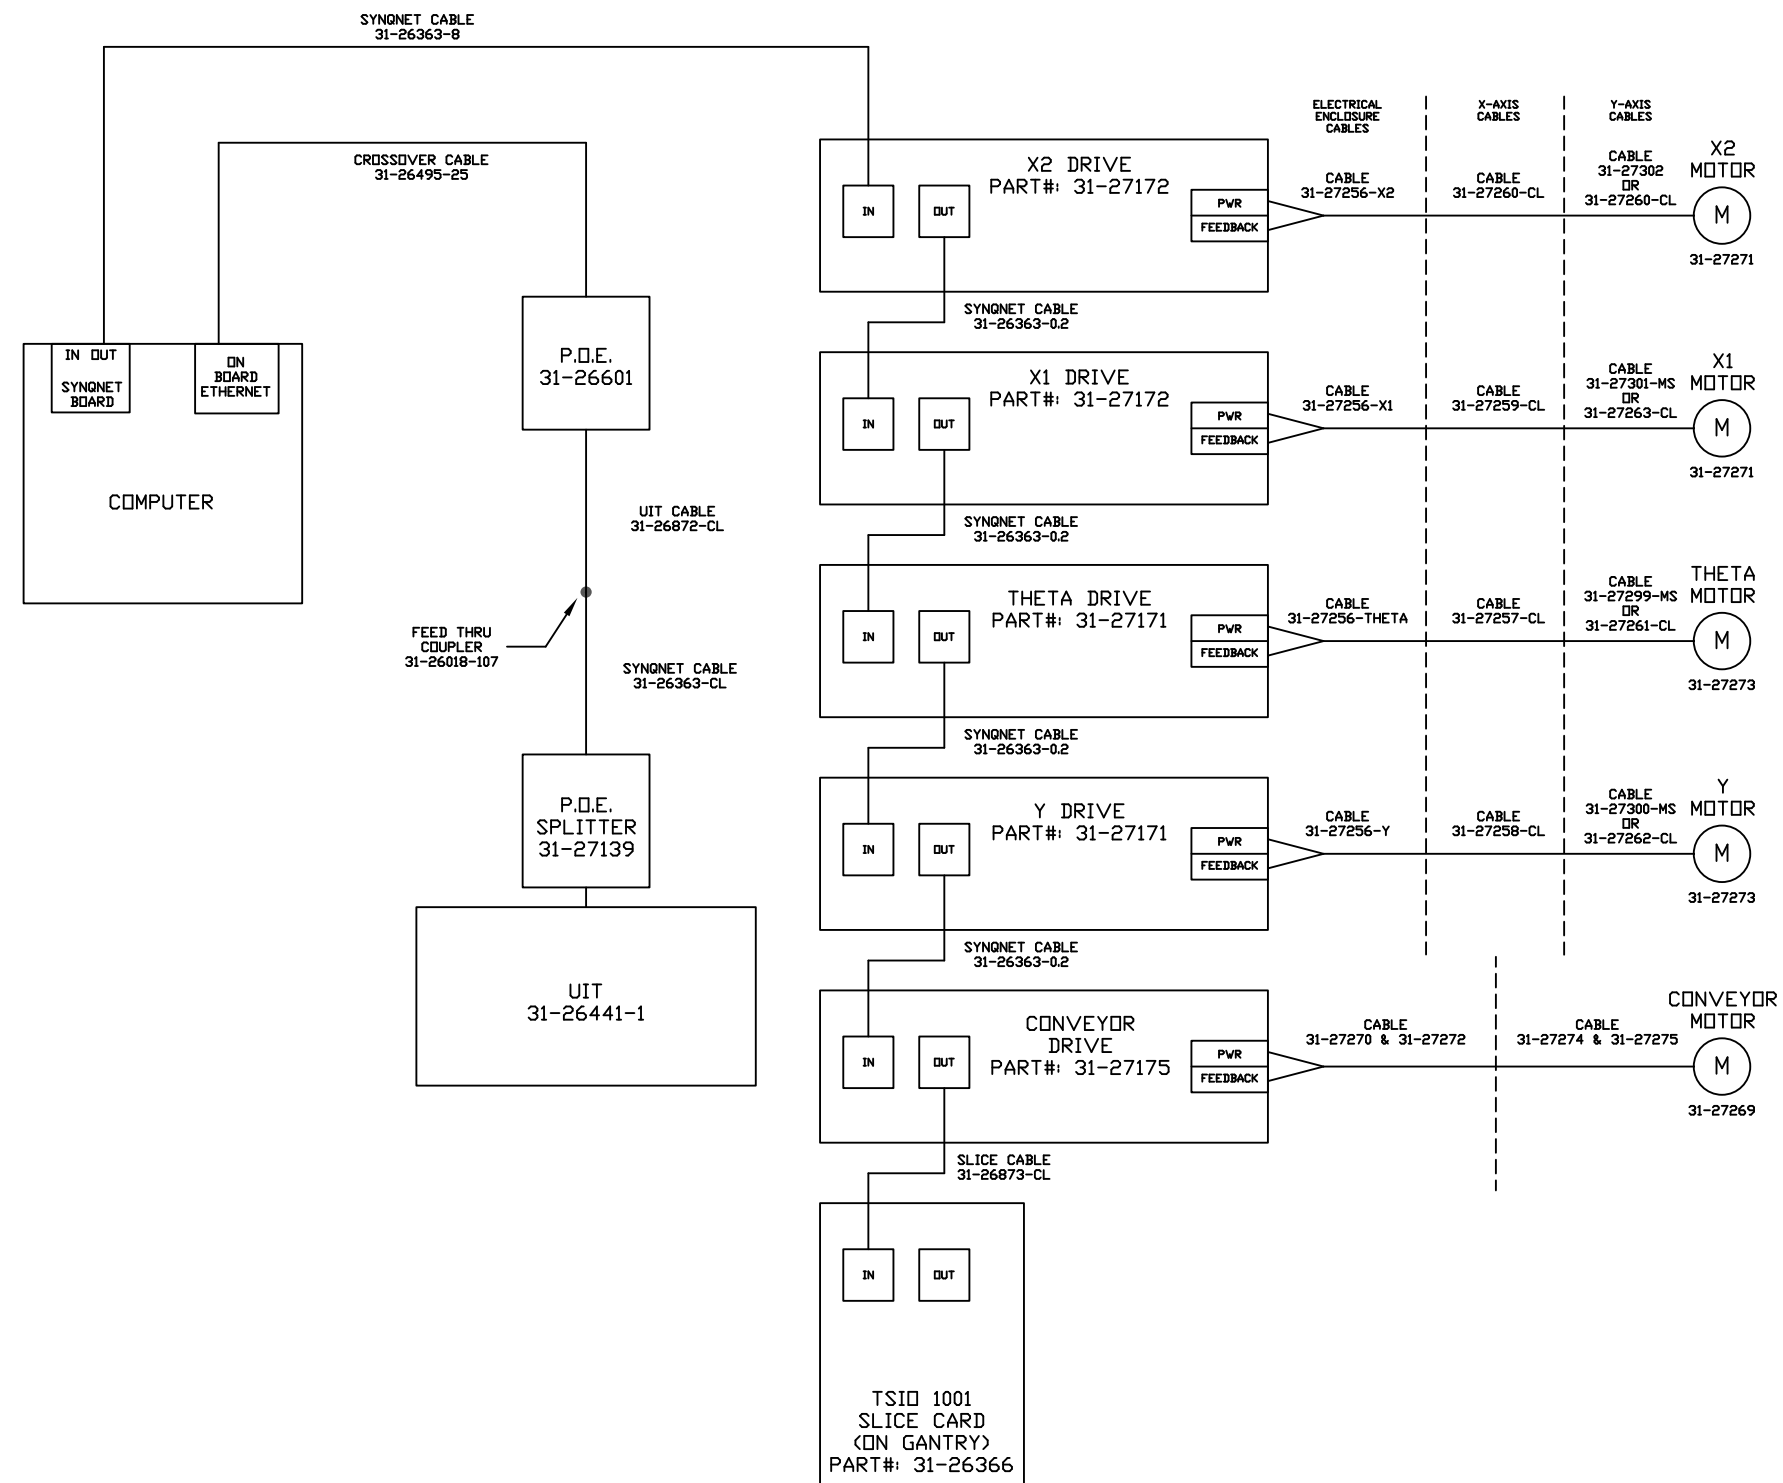 SYNQNET CABLE
31-26363-8
CROSSOVER CABLE
31-26495-25
IN OUT
SYNQNET
BOARD
ON
BOARD
ETHERNET
COMPUTER
P.O.E.
31-26601
UIT CABLE
31-26872-CL
FEED THRU
COUPLER
31-26018-107
SYNQNET CABLE
31-26363-CL
P.O.E.
SPLITTER
31-27139
UIT
31-26441-1
ELECTRICAL
ENCLOSURE
CABLES
X-AXIS
CABLES
Y-AXIS
CABLES
X2 DRIVE
PART#: 31-27172
IN
OUT
PWR
FEEDBACK
CABLE
31-27256-X2
CABLE
31-27260-CL
CABLE
31-27302
OR
31-27260-CL
X2
MOTOR
M
31-27271
SYNQNET CABLE
31-26363-0.2
X1 DRIVE
PART#: 31-27172
IN
OUT
PWR
FEEDBACK
CABLE
31-27256-X1
CABLE
31-27259-CL
CABLE
31-27301-MS
OR
31-27263-CL
X1
MOTOR
M
31-27271
SYNQNET CABLE
31-26363-0.2
THETA DRIVE
PART#: 31-27171
IN
OUT
PWR
FEEDBACK
CABLE
31-27256-THETA
CABLE
31-27257-CL
CABLE
31-27299-MS
OR
31-27261-CL
THETA
MOTOR
M
31-27273
SYNQNET CABLE
31-26363-0.2
Y DRIVE
PART#: 31-27171
IN
OUT
PWR
FEEDBACK
CABLE
31-27256-Y
CABLE
31-27258-CL
CABLE
31-27300-MS
OR
31-27262-CL
Y
MOTOR
M
31-27273
SYNQNET CABLE
31-26363-0.2
CONVEYOR
DRIVE
PART#: 31-27175
IN
OUT
PWR
FEEDBACK
CABLE
31-27270 & 31-27272
CABLE
31-27274 & 31-27275
CONVEYOR
MOTOR
M
31-27269
SLICE CABLE
31-26873-CL
IN
OUT
TSIO 1001
SLICE CARD
(ON GANTRY)
PART#: 31-26366